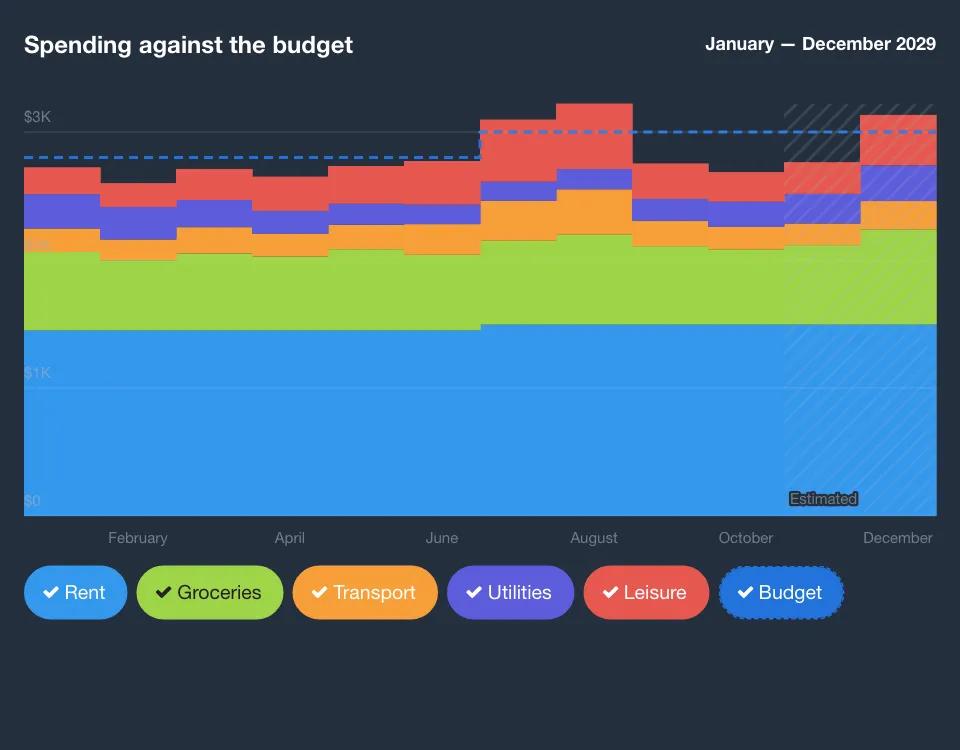 Spending against the budget
January — December 2029
$3K
$2K
$1K
$0
Estimated
February April June August October December
Rent Groceries Transport Utilities Leisure Budget